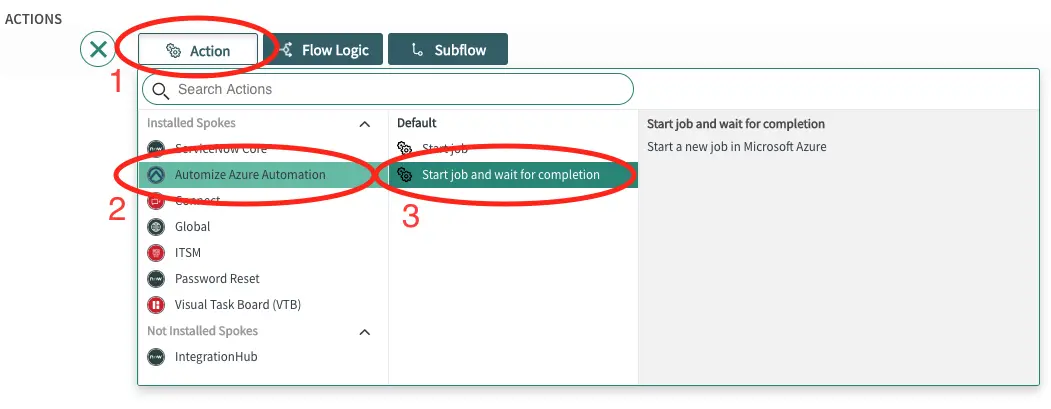 ACTIONS
1
Action
Flow Logic
Subflow
Search Actions
Installed Spokes
ServiceNow Core
Automize Azure Automation
2
Connect
Global
ITSM
Password Reset
Visual Task Board (VTB)
Not Installed Spokes
IntegrationHub
Default
Start job
Start job and wait for completion
3
Start job and wait for completion
Start a new job in Microsoft Azure